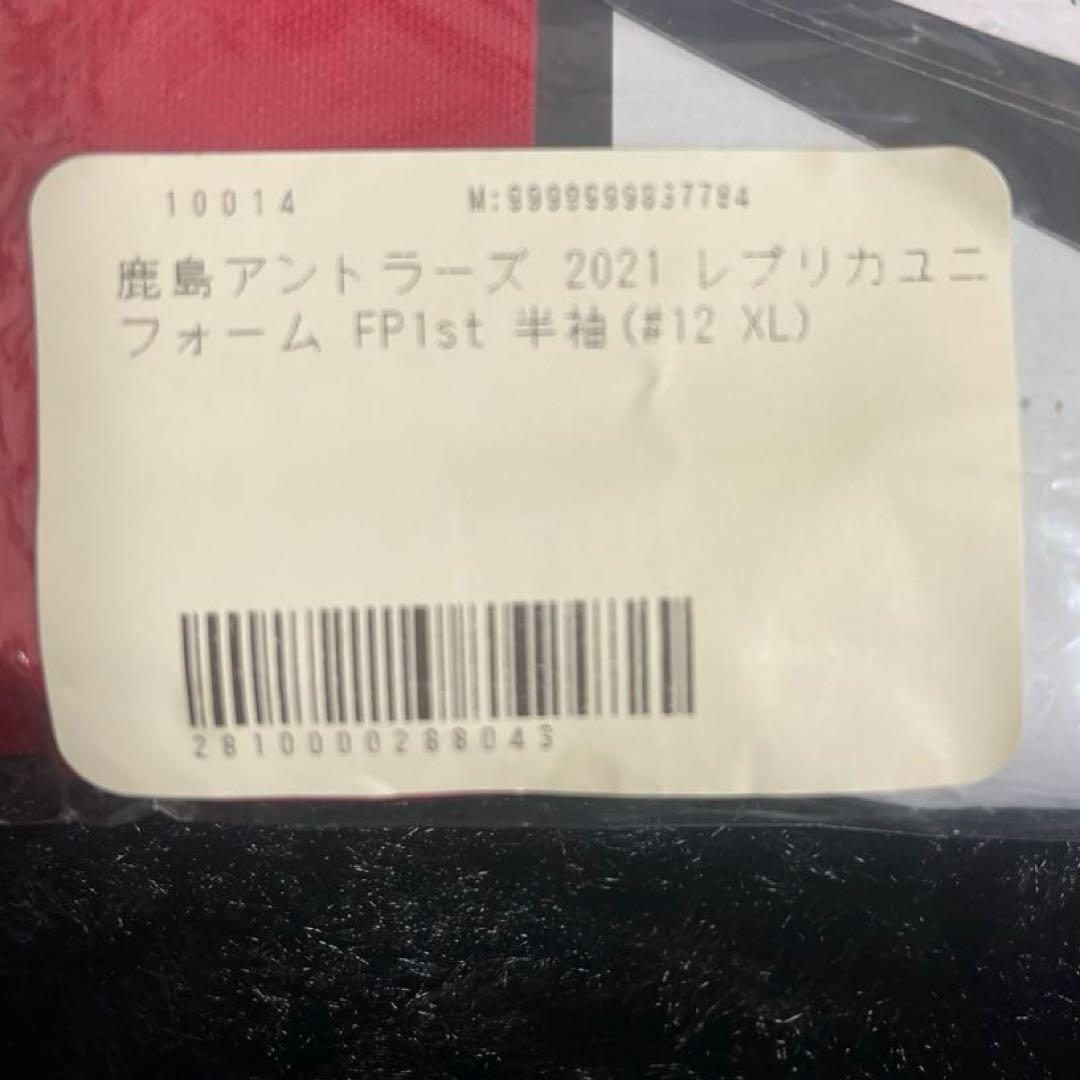 10014 M:9999999837784
鹿島アントラーズ 2021 レプリカユニ
フォーム FP1st 半袖(#12 XL)
2810000288043